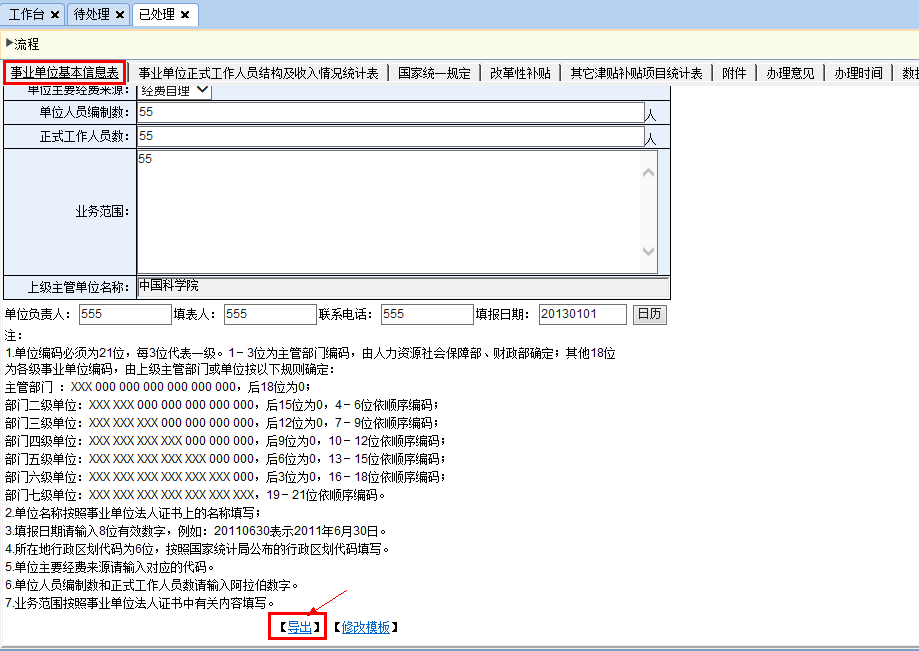 工作台 × 待处理 × 已处理 ×
流程
事业单位基本信息表 | 事业单位正式工作人员结构及收入情况统计表 | 国家统一规定 | 改革性补贴 | 其它津贴补贴项目统计表 | 附件 | 办理意见 | 办理时间 |
单位主要经费来源： 经费自理
单位人员编制数： 55 人
正式工作人员数： 55 人
业务范围： 55
上级主管单位名称： 中国科学院
单位负责人： 555 填表人： 555 联系电话： 555 填报日期： 20130101 日历
注：
1.单位编码必须为21位，每3位代表一级。1－3位为主管部门编码，由人力资源社会保障部、财政部确定；其他18位
为各级事业单位编码，由上级主管部门或单位按以下规则确定：
主管部门 ：XXX 000 000 000 000 000 000，后18位为0；
部门二级单位：XXX XXX 000 000 000 000 000，后15位为0，4－6位依顺序编码；
部门三级单位：XXX XXX XXX 000 000 000 000，后12位为0，7－9位依顺序编码；
部门四级单位：XXX XXX XXX XXX 000 000 000，后9位为0，10－12位依顺序编码；
部门五级单位：XXX XXX XXX XXX XXX 000 000，后6位为0，13－15位依顺序编码；
部门六级单位：XXX XXX XXX XXX XXX XXX 000，后3位为0，16－18位依顺序编码；
部门七级单位：XXX XXX XXX XXX XXX XXX XXX，19－21位依顺序编码。
2.单位名称按照事业单位法人证书上的名称填写；
3.填报日期请输入8位有效数字，例如：20110630表示2011年6月30日。
4.所在地行政区划代码为6位，按照国家统计局公布的行政区划代码填写。
5.单位主要经费来源请输入对应的代码。
6.单位人员编制数和正式工作人员数请输入阿拉伯数字。
7.业务范围按照事业单位法人证书中有关内容填写。
【导出】 【修改模板】